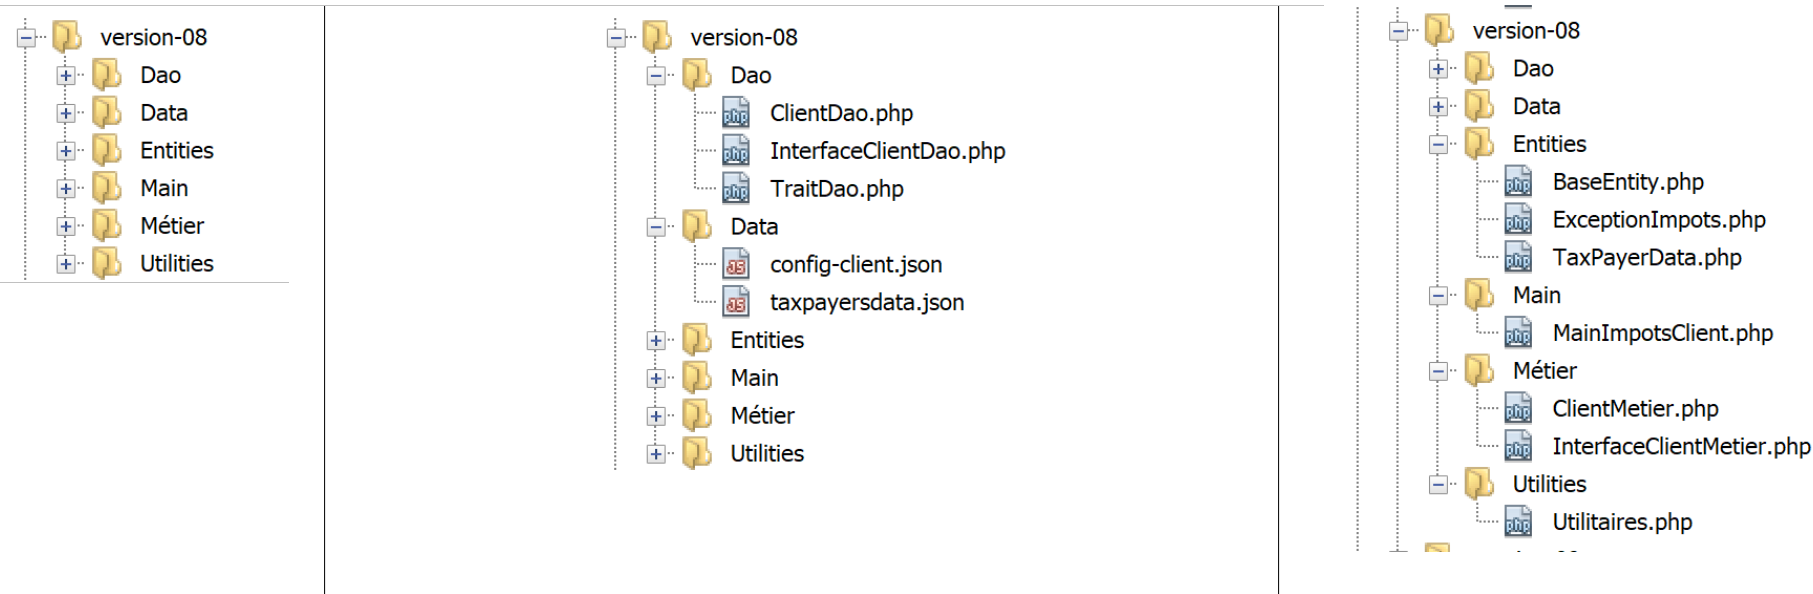 version-08
Dao
Data
Entities
Main
Métier
Utilities
version-08
Dao
ClientDao.php
InterfaceClientDao.php
TraitDao.php
Data
config-client.json
taxpayersdata.json
Entities
Main
Métier
Utilities
version-08
Dao
Data
Entities
BaseEntity.php
ExceptionImpots.php
TaxPayerData.php
Main
MainImpotsClient.php
Métier
ClientMetier.php
InterfaceClientMetier.php
Utilities
Utilitaires.php